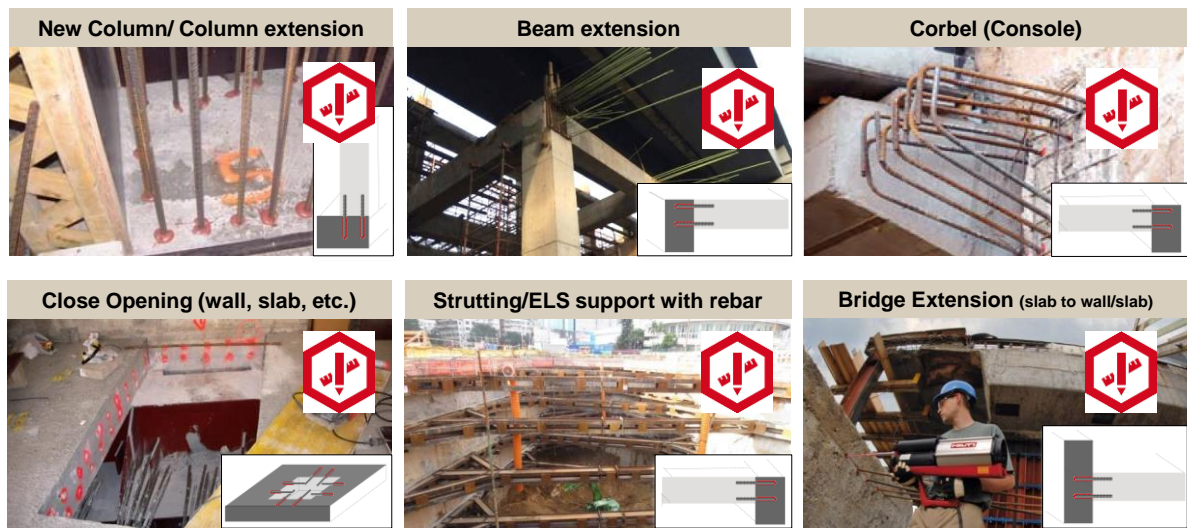 New Column/ Column extension
Beam extension
Corbel (Console)
Close Opening (wall, slab, etc.)
Strutting/ELS support with rebar
Bridge Extension (slab to wall/slab)
HILTI